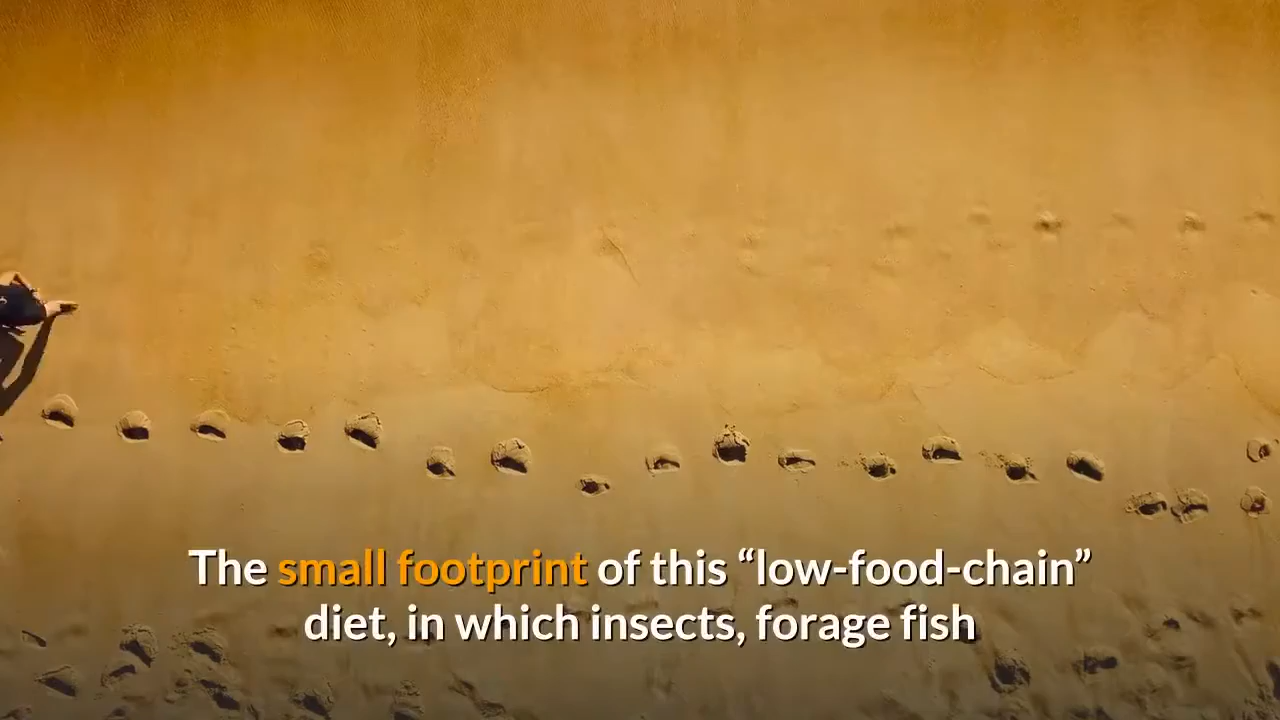 The small footprint of this “low-food-chain”
diet, in which insects, forage fish